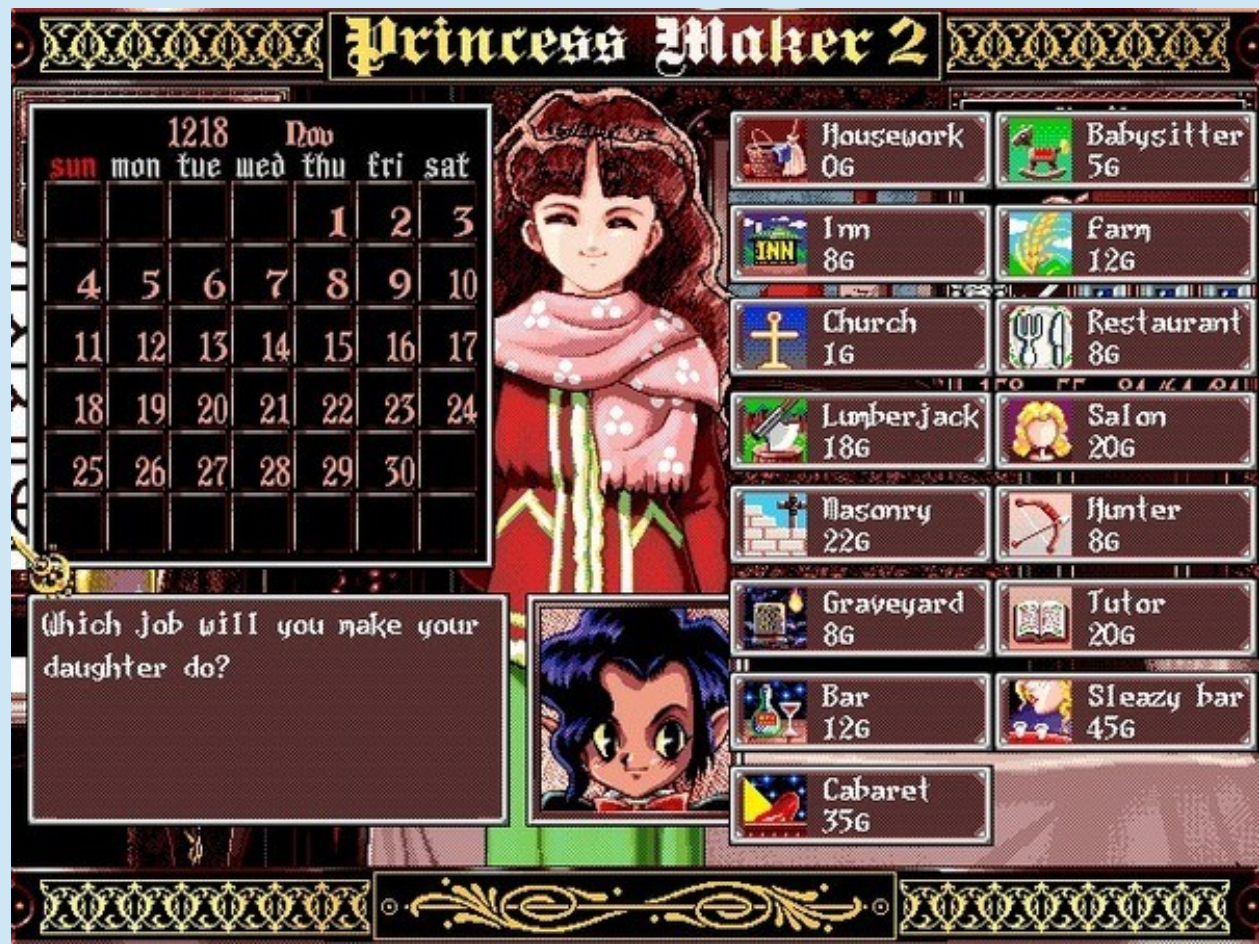 Princess Maker 2
1218 Nov
sun mon tue wed thu fri sat
1 2 3
4 5 6 7 8 9 10
11 12 13 14 15 16 17
18 19 20 21 22 23 24
25 26 27 28 29 30
Which job will you make your
daughter do?
Housework
0G
Babysitter
5G
Inn
8G
INN
Farm
12G
Church
1G
Restaurant
8G
Lumberjack
18G
Salon
20G
Masonry
22G
Hunter
8G
Graveyard
8G
Tutor
20G
Bar
12G
Sleazy bar
45G
Cabaret
35G